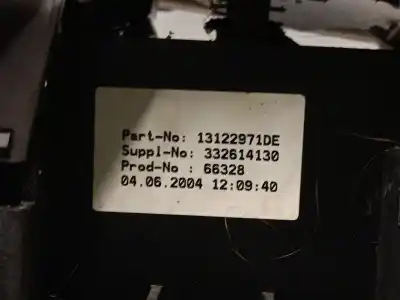 Part-No: 13122971DE
Suppl-No: 332614130
Prod-No : 66328
04.06.2004 12:09:40